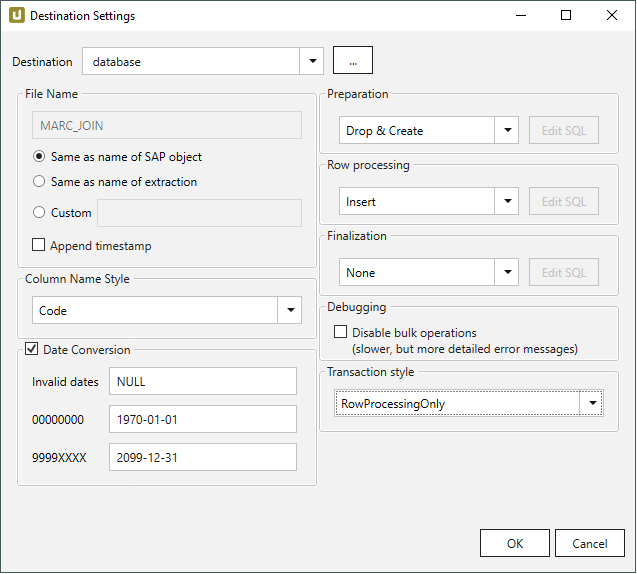 Destination Settings
Destination
database
...
File Name
MARC_JOIN
Same as name of SAP object
Same as name of extraction
Custom
Append timestamp
Column Name Style
Code
Date Conversion
Invalid dates
NULL
00000000
1970-01-01
9999XXXX
2099-12-31
Preparation
Drop & Create
Edit SQL
Row processing
Insert
Edit SQL
Finalization
None
Edit SQL
Debugging
Disable bulk operations
(slower, but more detailed error messages)
Transaction style
RowProcessingOnly
OK
Cancel